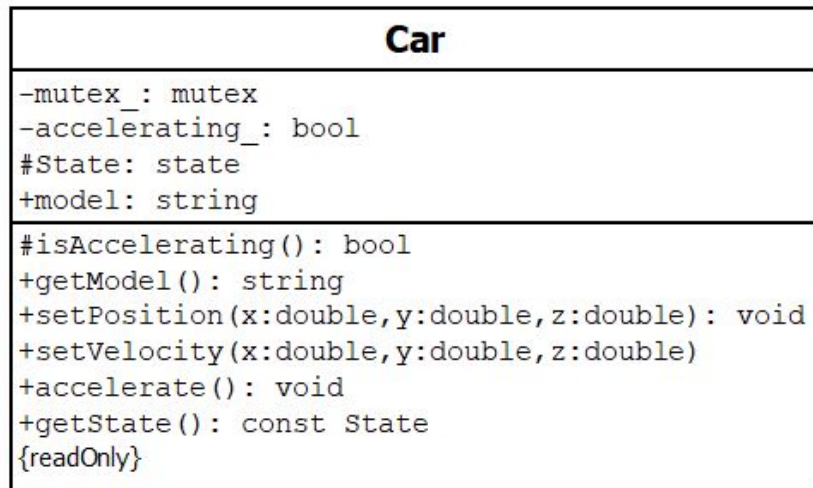 Car
-mutex_: mutex
-accelerating_: bool
#State: state
+model: string
#isAccelerating(): bool
+getModel(): string
+setPosition(x:double,y:double,z:double): void
+setVelocity(x:double,y:double,z:double)
+accelerate(): void
+getState(): const State
{readOnly}